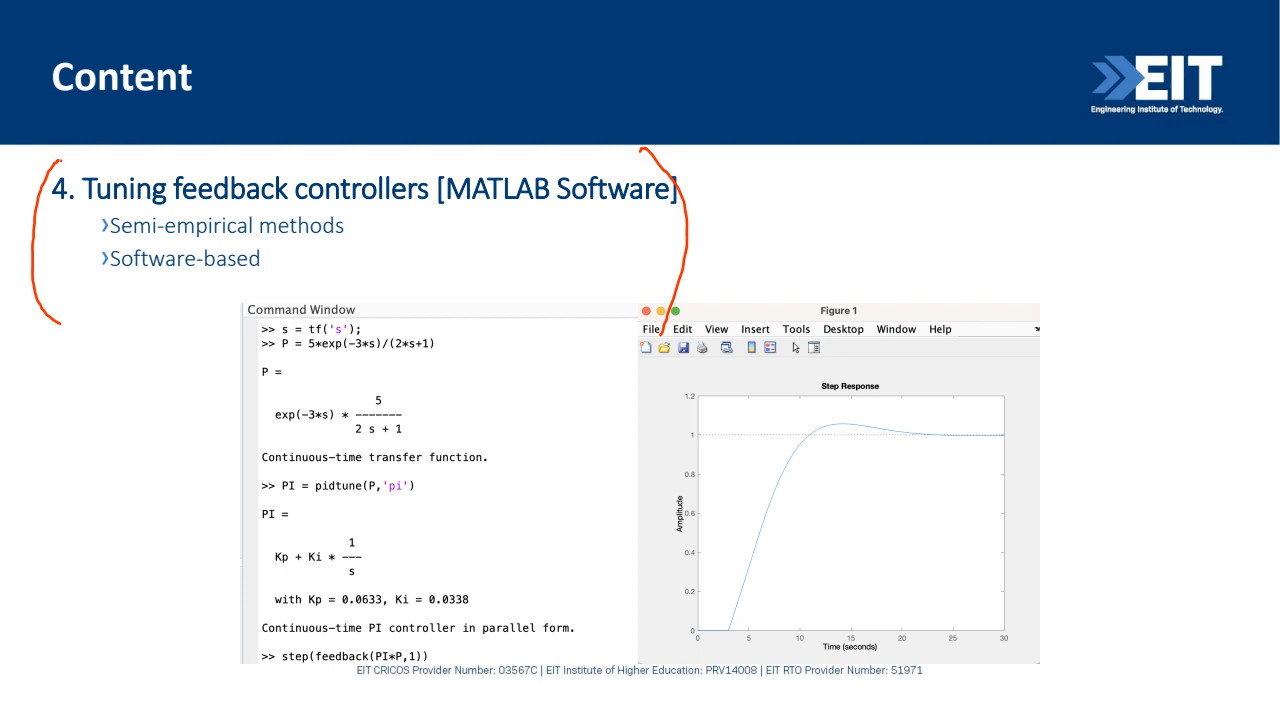 Content
EIT
Engineering Institute of Technology.
4. Tuning feedback controllers [MATLAB Software]
›Semi-empirical methods
›Software-based
Command Window
>> s = tf('s');
>> P = 5*exp(-3*s)/(2*s+1)
P =
5
exp(-3*s) * -------
2 s + 1
Continuous-time transfer function.
>> PI = pidtune(P,'pi')
PI =
1
Kp + Ki * ---
s
with Kp = 0.0633, Ki = 0.0338
Continuous-time PI controller in parallel form.
>> step(feedback(PI*P,1))
Figure 1
File Edit View Insert Tools Desktop Window Help
Step Response
1.2
1
0.8
0.6
0.4
0.2
0
Amplitude
0 5 10 15 20 25 30
Time (seconds)
EIT CRICOS Provider Number: 03567C | EIT Institute of Higher Education: PRV14008 | EIT RTO Provider Number: 51971